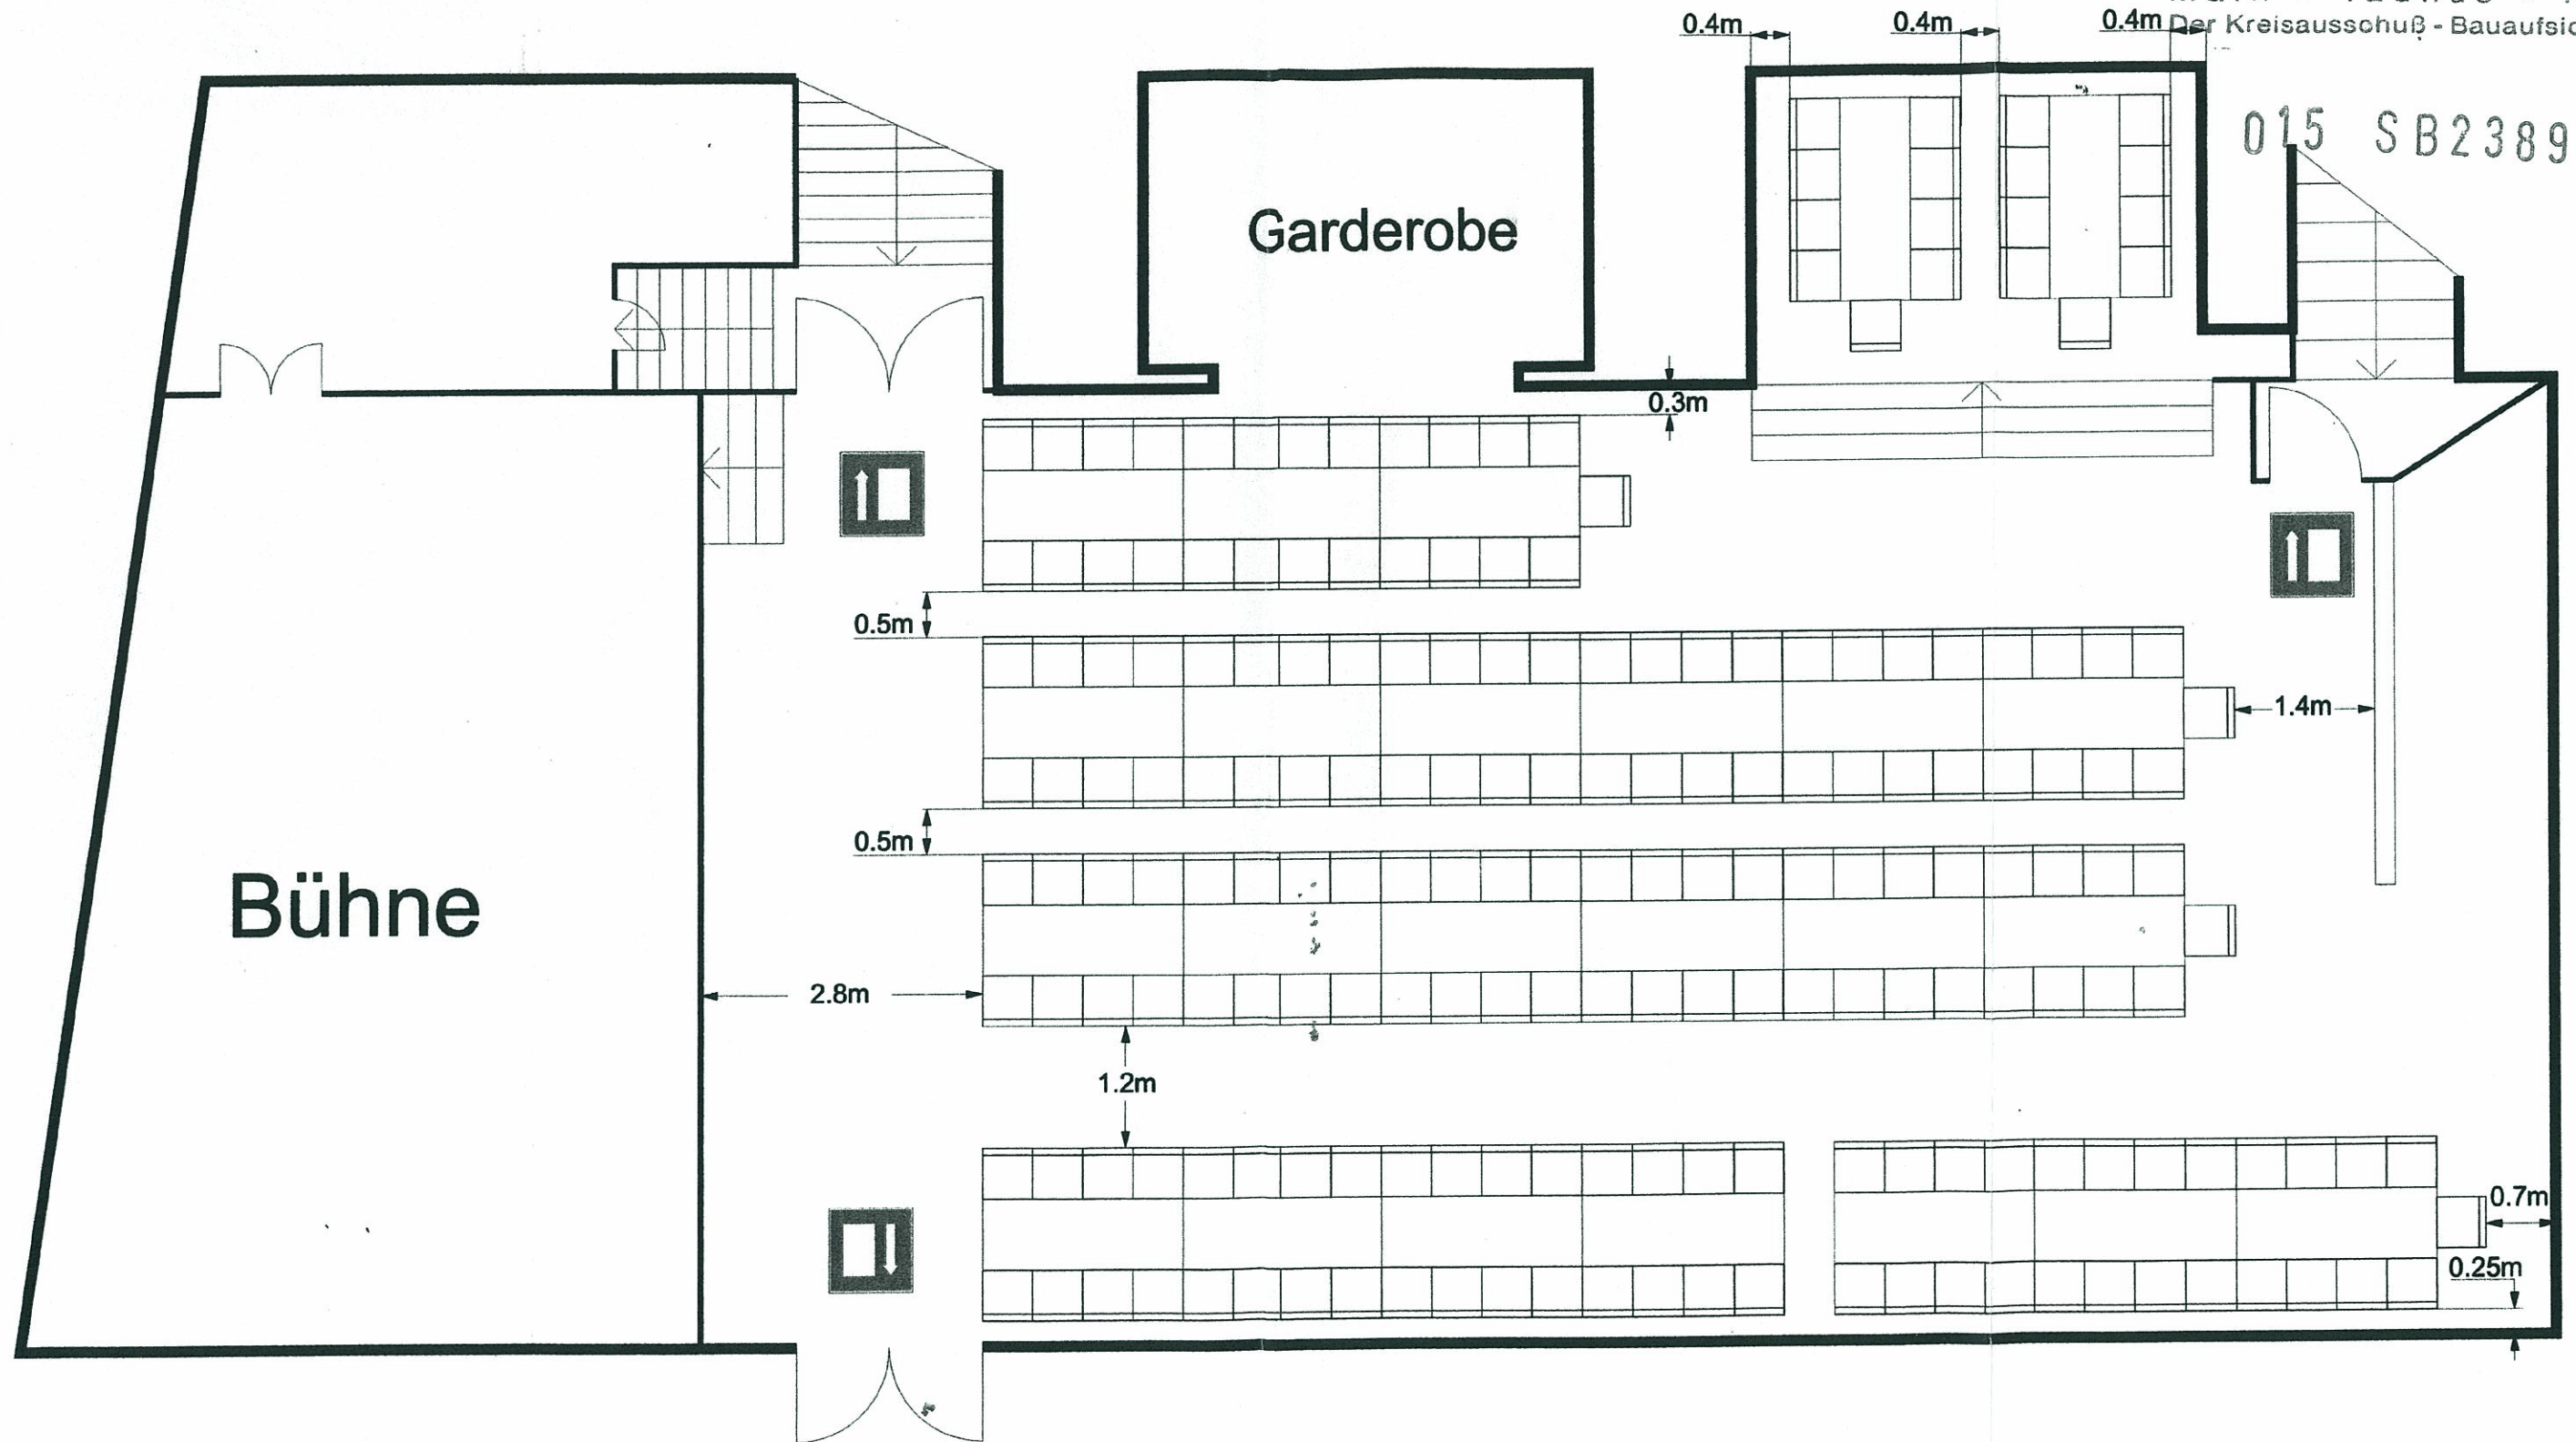 0.4m
0.4m
0.4m
Der Kreisausschuß - Bauaufsic
015 SB2389
Garderobe
0.3m
0.5m
1.4m
0.5m
Bühne
2.8m
1.2m
0.7m
0.25m